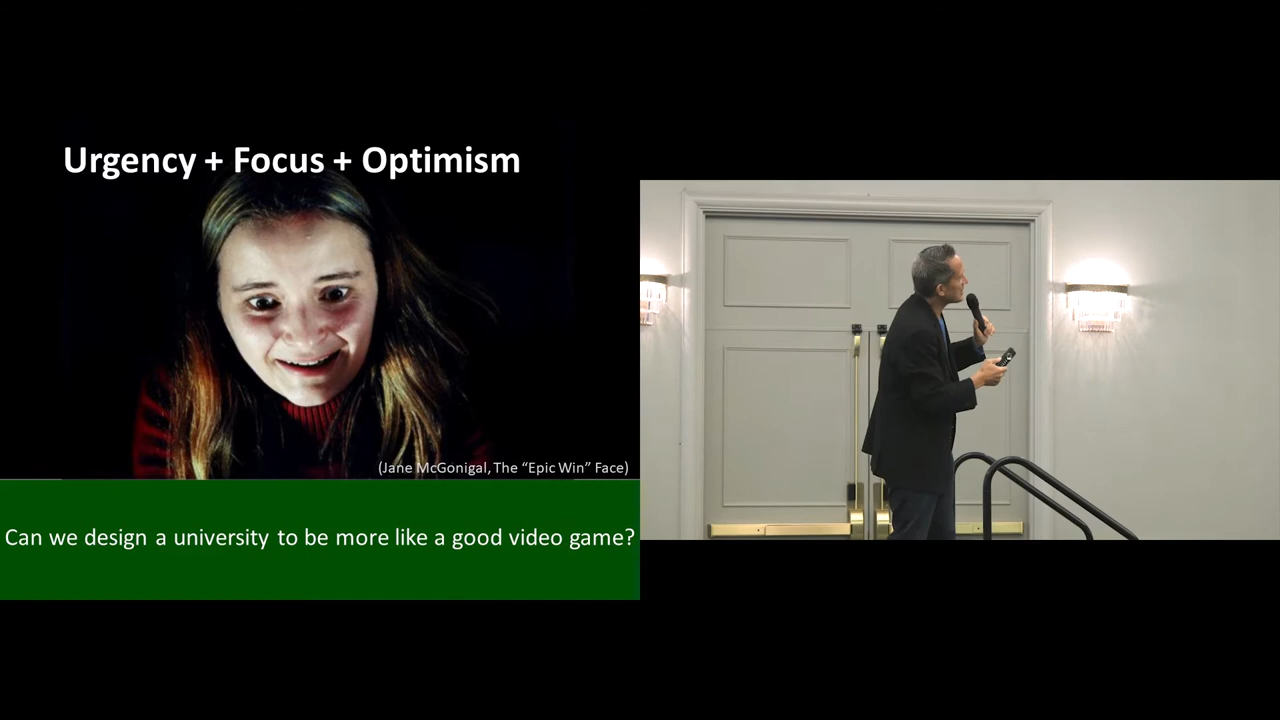 Urgency + Focus + Optimism
(Jane McGonigal, The “Epic Win” Face)
Can we design a university to be more like a good video game?